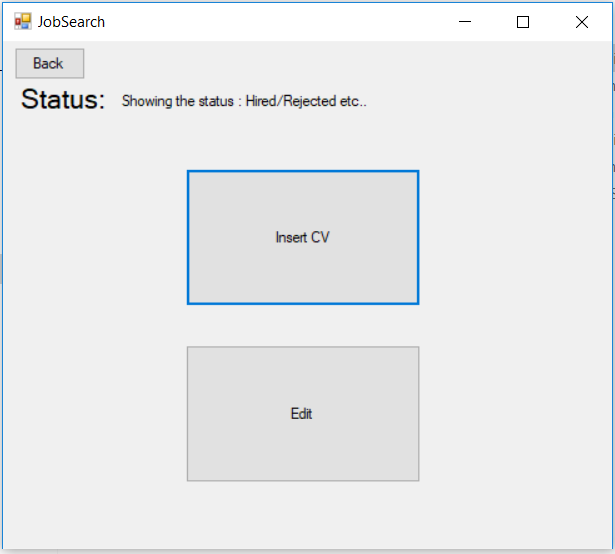 JobSearch
Back
Status: Showing the status : Hired/Rejected etc..
Insert CV
Edit